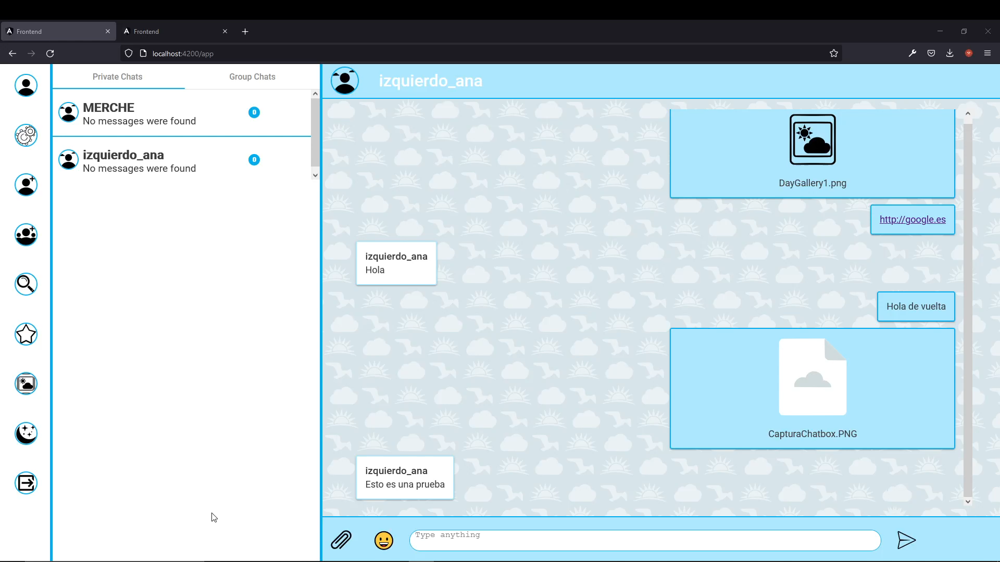 Frontend
Frontend
localhost:4200/app
Private Chats
Group Chats
MERCHE
No messages were found
0
izquierdo_ana
No messages were found
0
izquierdo_ana
DayGallery1.png
http://google.es
izquierdo_ana
Hola
Hola de vuelta
CapturaChatbox.PNG
izquierdo_ana
Esto es una prueba
Type anything